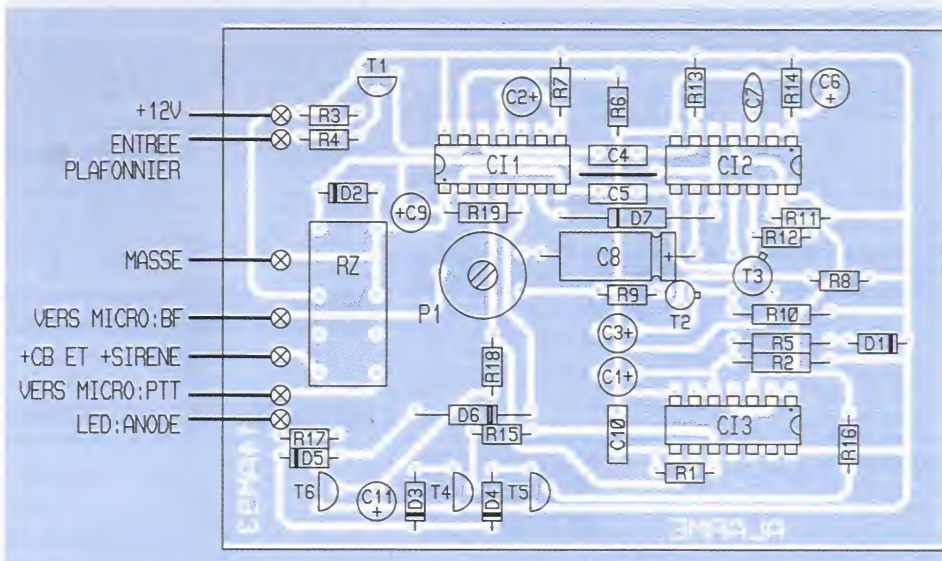 +12V
ENTREE
PLAFONNIER
MASSE
VERS MICRO:BF
+CB ET +SIRENE
VERS MICRO:PTT
LED:ANODE
T1
R3
R4
D2
RZ
+C9
P1
C2+
R7
R6
R13
C7
R14
C6
+
CI1
C4
C5
CI2
R19
D7
R11
R12
C8
+
T3
R8
R9
T2
C3+
R10
R5
D1
R2
C1+
R18
D6
R15
C10
CI3
R16
R1
R17
D5
T6
C11
+
D3
T4
D4
T5
ALARME